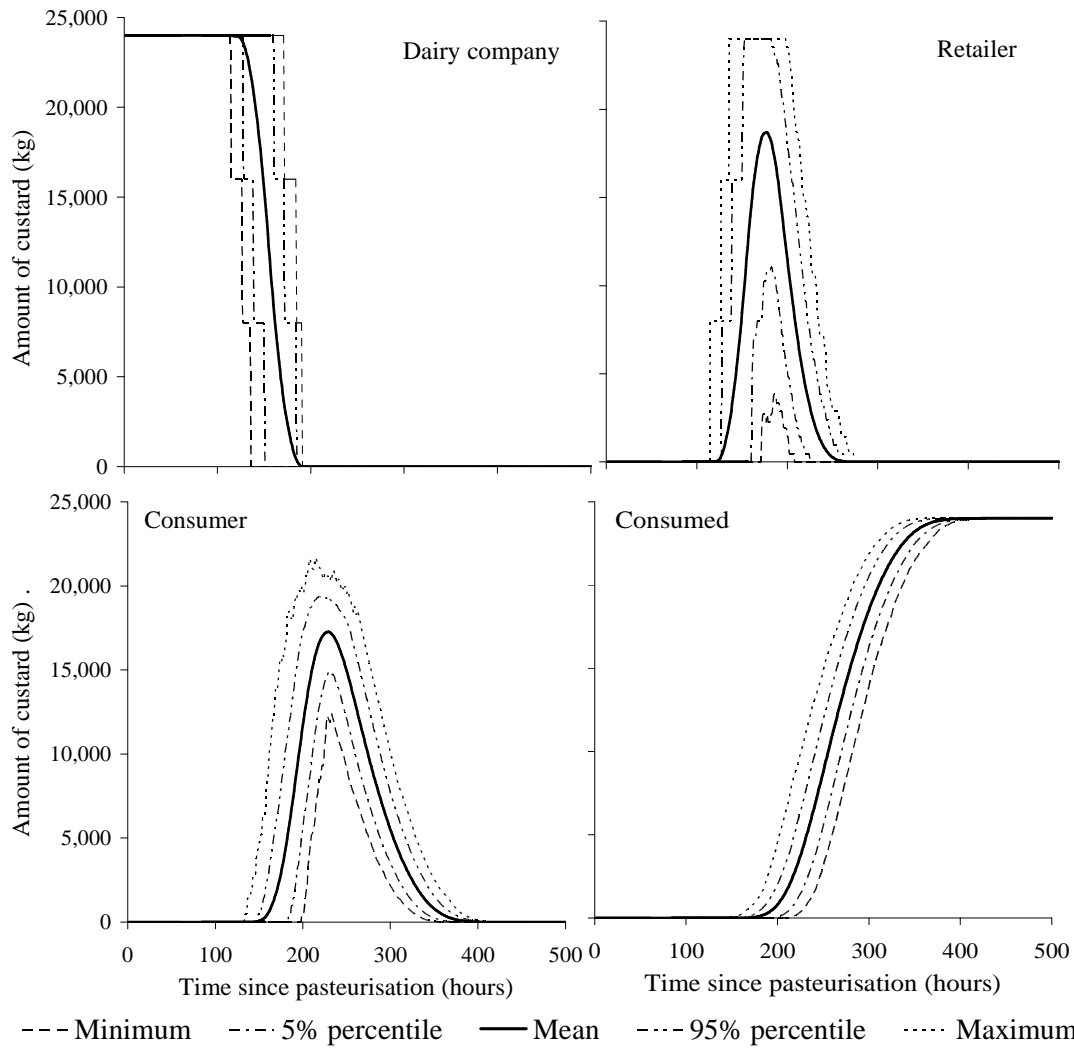 25,000
20,000
15,000
10,000
5,000
0
Amount of custard (kg)
Dairy company
Retailer
25,000
20,000
15,000
10,000
5,000
0
Amount of custard (kg) .
Consumer
Consumed
0 100 200 300 400 500
0 100 200 300 400 500
Time since pasteurisation (hours)
Time since pasteurisation (hours)
Minimum 5% percentile Mean 95% percentile Maximum